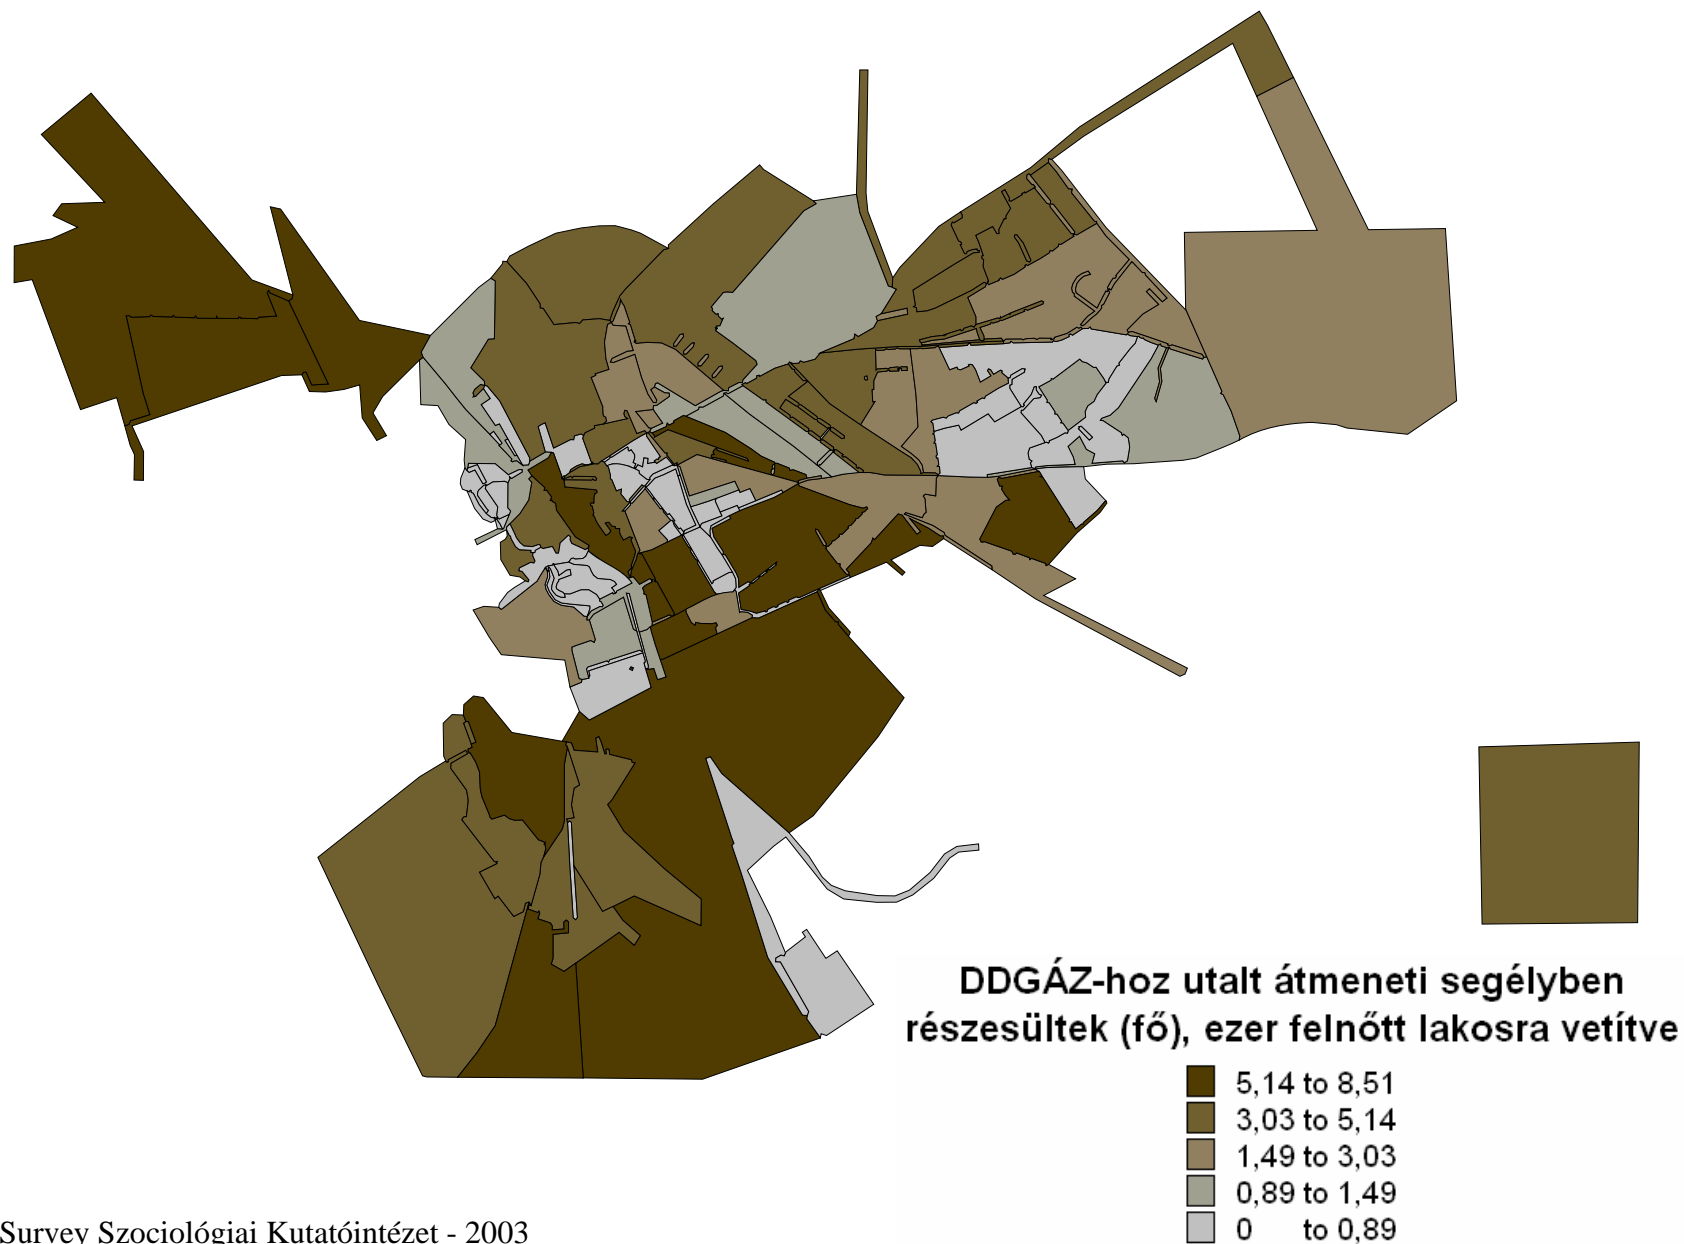 DDGÁZ-hoz utalt átmeneti segélyben
részesültek (fő), ezer felnőtt lakosra vetítve
5,14 to 8,51
3,03 to 5,14
1,49 to 3,03
0,89 to 1,49
0 to 0,89
Survey Szociológiai Kutatóintézet - 2003